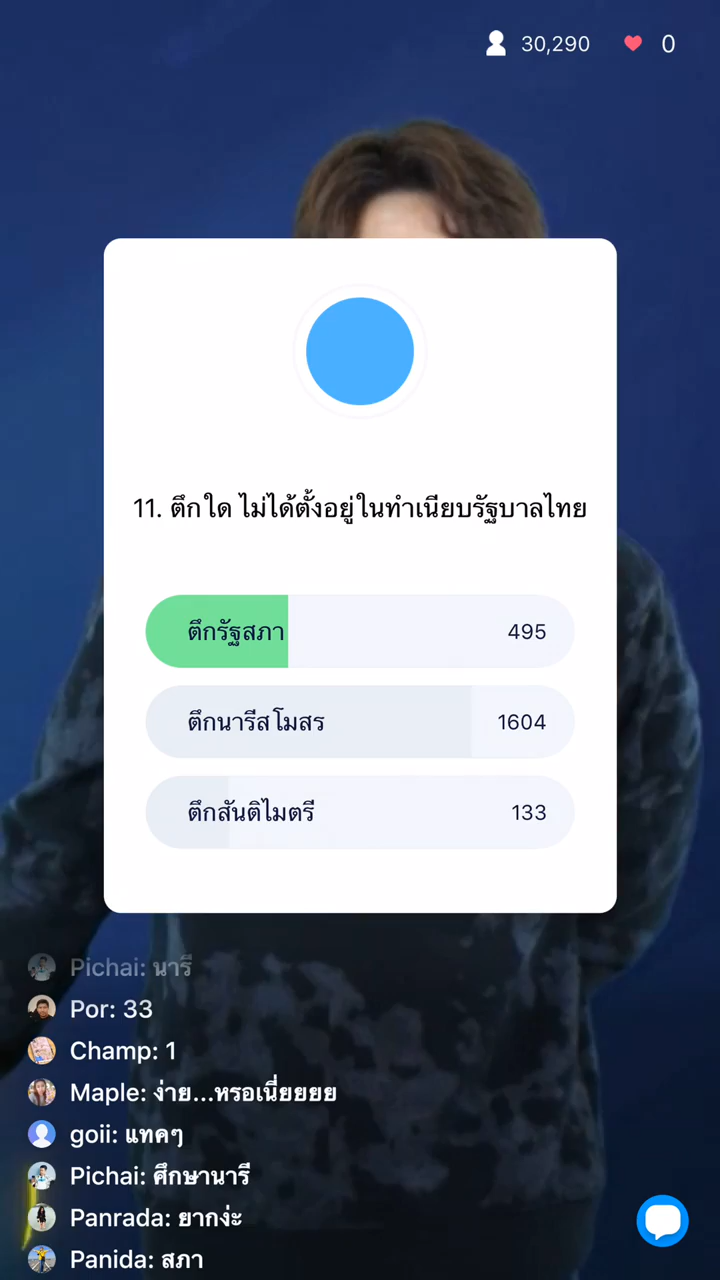 30,290
0
11. ตึกใด ไม่ได้ตั้งอยู่ในทำเนียบรัฐบาลไทย
ตึกรัฐสภา 495
ตึกนารีสโมสร 1604
ตึกสันติไมตรี 133
Pichai: นารี
Por: 33
Champ: 1
Maple: ง่าย...หรอเนี่ยยยย
goii: แทคๆ
Pichai: ศึกษานารี
Panrada: ยากง่ะ
Panida: สภา